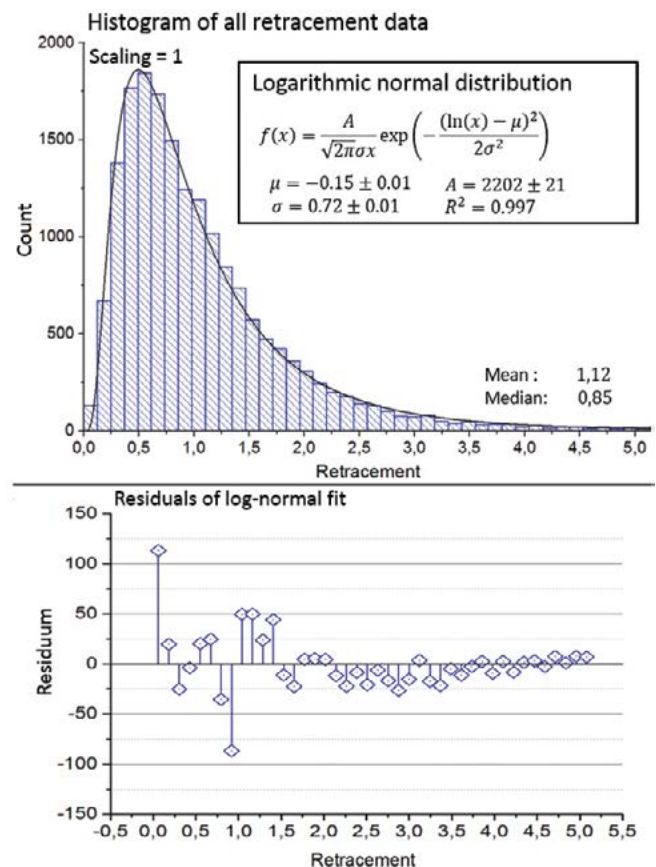 Histogram of all retracement data
2000
Scaling = 1
Logarithmic normal distribution
f(x) = A/(√(2π)σx) exp(−(ln(x) − μ)²/(2σ²))
μ = −0.15 ± 0.01 A = 2202 ± 21
σ = 0.72 ± 0.01 R² = 0.997
1500
Count
1000
500
Mean : 1,12
Median: 0,85
0
0,0 0,5 1,0 1,5 2,0 2,5 3,0 3,5 4,0 4,5 5,0
Retracement
Residuals of log-normal fit
150
100
50
Residuum
0
-50
-100
-150
-0,5 0,0 0,5 1,0 1,5 2,0 2,5 3,0 3,5 4,0 4,5 5,0 5,5
Retracement